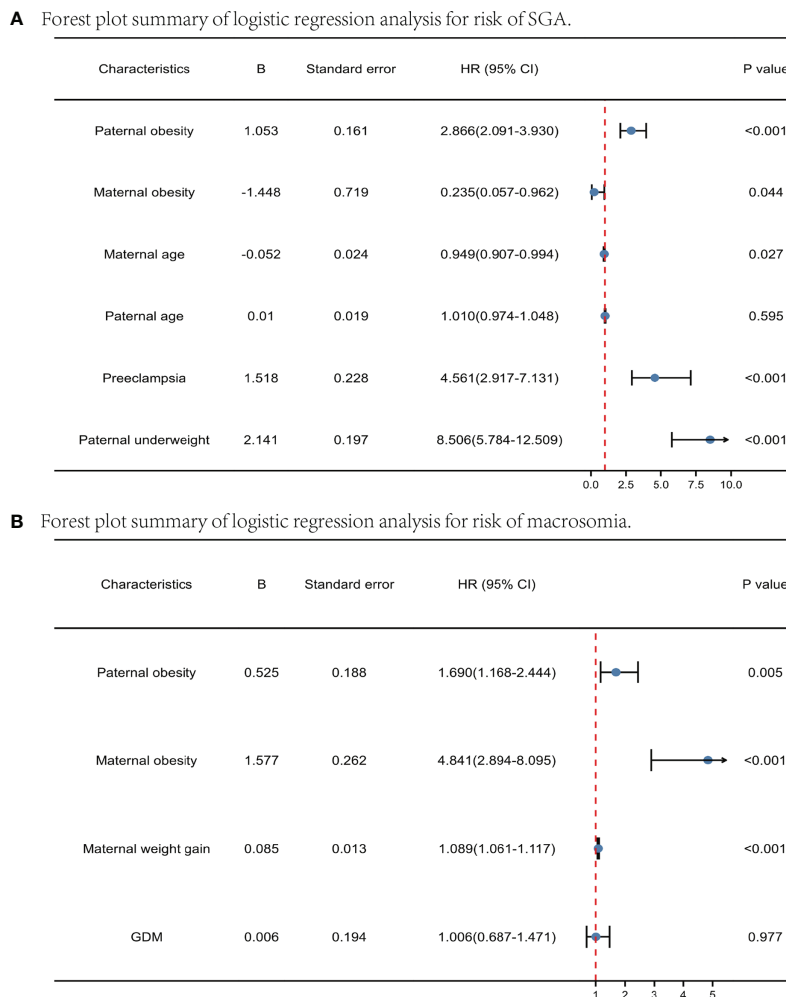 A Forest plot summary of logistic regression analysis for risk of SGA.
Characteristics B Standard error HR (95% CI) P value
Paternal obesity 1.053 0.161 2.866(2.091-3.930) <0.001
Maternal obesity -1.448 0.719 0.235(0.057-0.962) 0.044
Maternal age -0.052 0.024 0.949(0.907-0.994) 0.027
Paternal age 0.01 0.019 1.010(0.974-1.048) 0.595
Preeclampsia 1.518 0.228 4.561(2.917-7.131) <0.001
Paternal underweight 2.141 0.197 8.506(5.784-12.509) <0.001
0.0 2.5 5.0 7.5 10.0
B Forest plot summary of logistic regression analysis for risk of macrosomia.
Characteristics B Standard error HR (95% CI) P value
Paternal obesity 0.525 0.188 1.690(1.168-2.444) 0.005
Maternal obesity 1.577 0.262 4.841(2.894-8.095) <0.001
Maternal weight gain 0.085 0.013 1.089(1.061-1.117) <0.001
GDM 0.006 0.194 1.006(0.687-1.471) 0.977
1 2 3 4 5